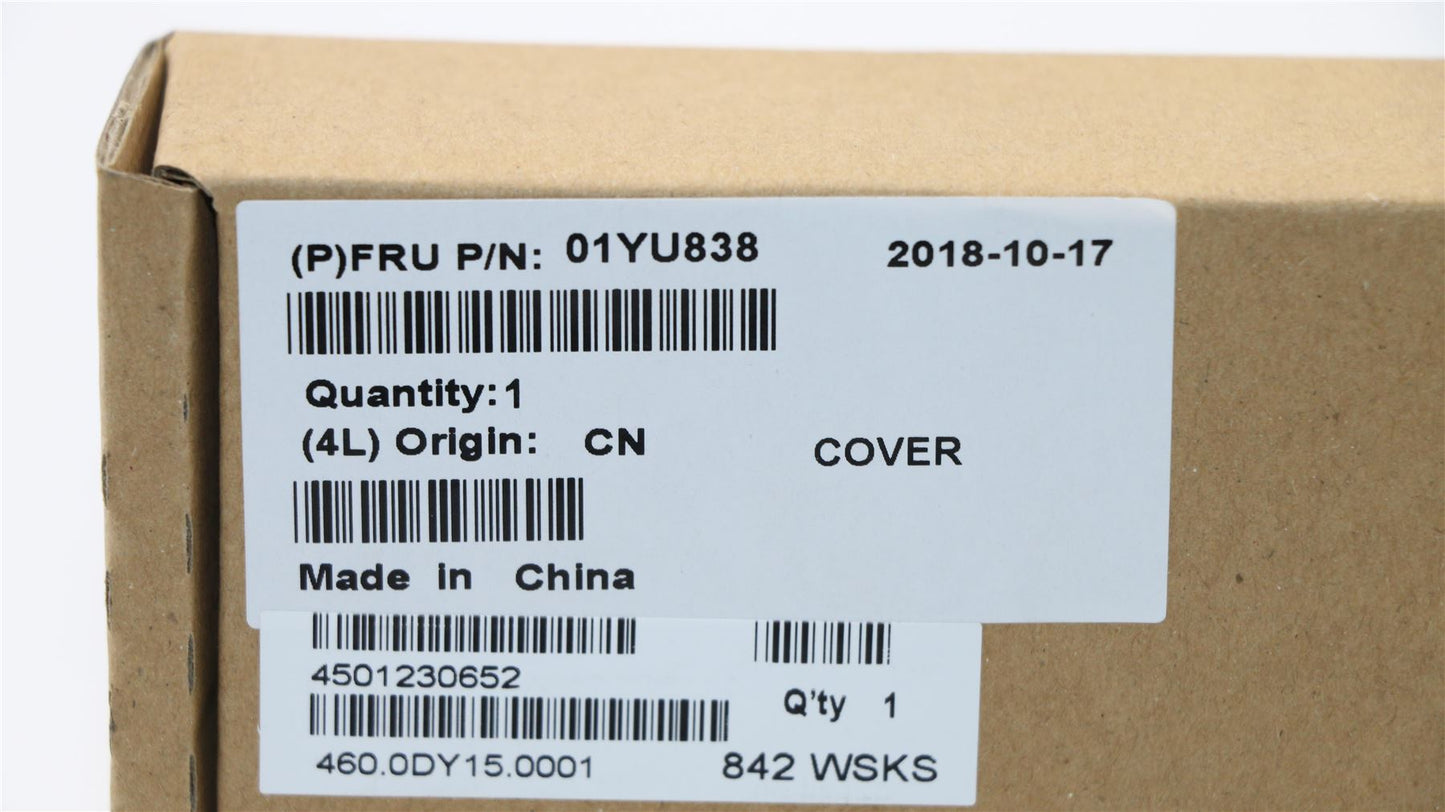 (P)FRU P/N: 01YU838 2018-10-17
Quantity:1
(4L) Origin: CN COVER
Made in China
4501230652
Q'ty 1
460.0DY15.0001 842 WSKS